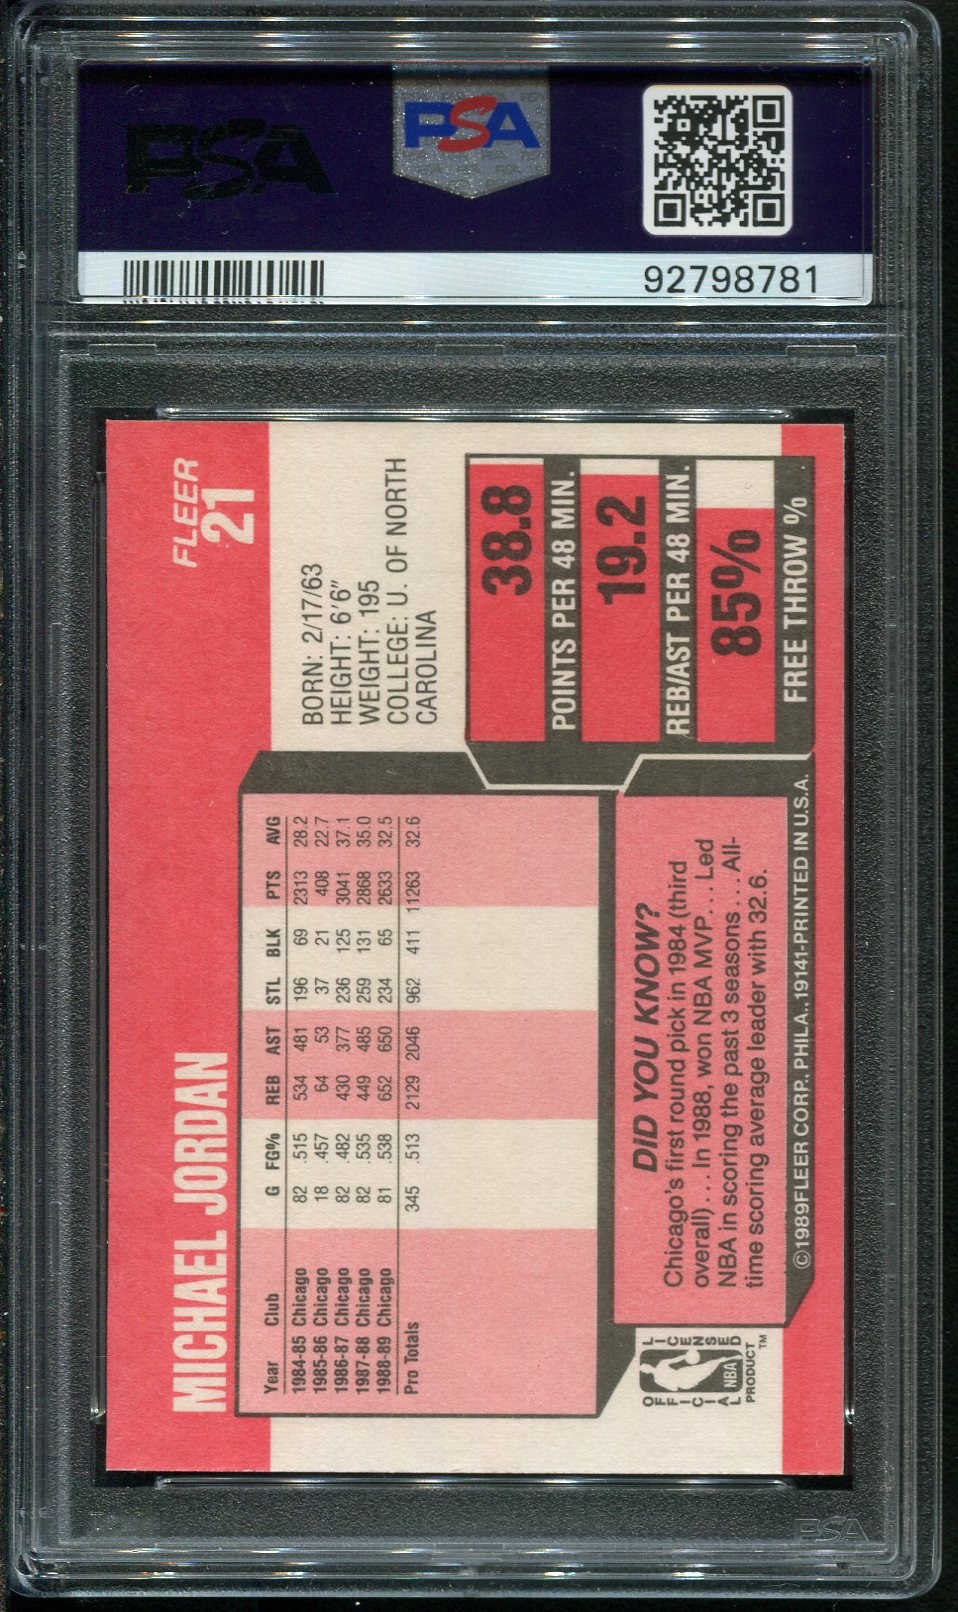 PSA
PSA
92798781
FLEER
21
MICHAEL JORDAN
BORN: 2/17/63
HEIGHT: 6'6"
WEIGHT: 195
COLLEGE: U. OF NORTH
CAROLINA
Year Club G FG% REB AST STL BLK PTS AVG
1984-85 Chicago 82 .515 534 481 196 69 2313 28.2
1985-86 Chicago 18 .457 64 53 37 21 408 22.7
1986-87 Chicago 82 .482 430 377 236 125 3041 37.1
1987-88 Chicago 82 .535 449 485 259 131 2868 35.0
1988-89 Chicago 81 .538 652 650 234 65 2633 32.5
Pro Totals 345 .513 2129 2046 962 411 11263 32.6
38.8
POINTS PER 48 MIN.
19.2
REB/AST PER 48 MIN.
85%
FREE THROW %
DID YOU KNOW?
Chicago's first round pick in 1984 (third
overall) . . . In 1988, won NBA MVP . . . Led
NBA in scoring the past 3 seasons . . . All-
time scoring average leader with 32.6.
OFFICIAL LICENSED
NBA
PRODUCT™
©1989FLEER CORP., PHILA., 19141-PRINTED IN U.S.A.
PSA